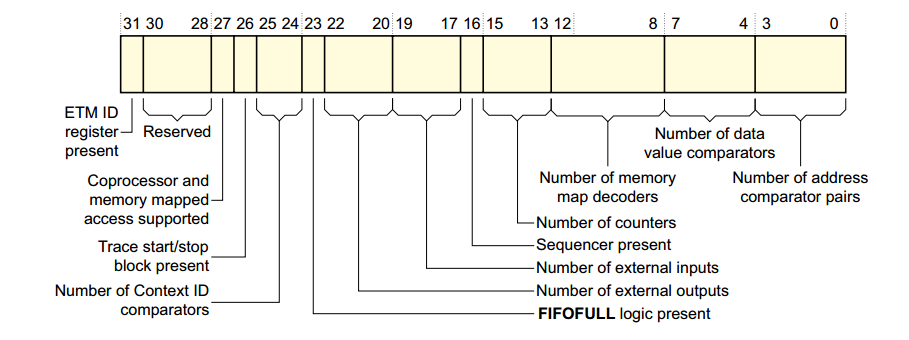 31 30 28 27 26 25 24 23 22 20 19 17 16 15 13 12 8 7 4 3 0
ETM ID
register
present
Reserved
Number of data
value comparators
Coprocessor and
memory mapped
access supported
Number of memory
map decoders
Number of address
comparator pairs
Number of counters
Trace start/stop
block present
Sequencer present
Number of external inputs
Number of Context ID
comparators
Number of external outputs
FIFOFULL logic present